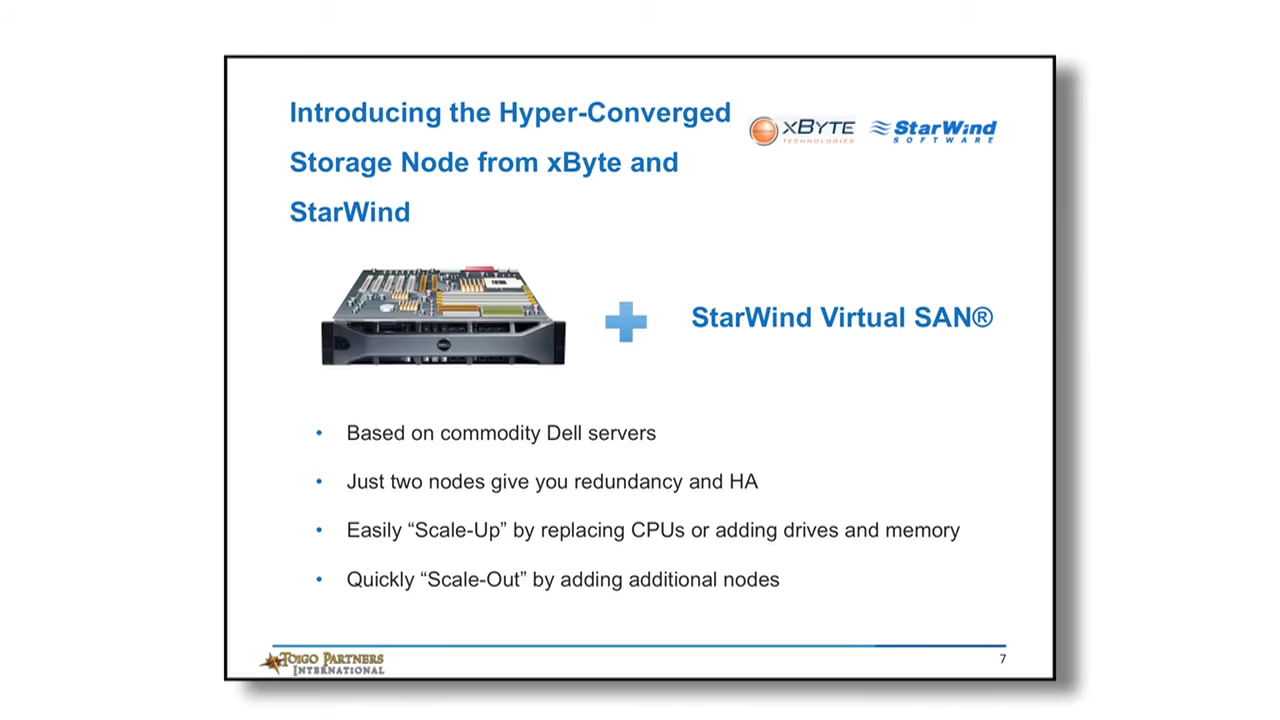 Introducing the Hyper-Converged
Storage Node from xByte and
StarWind
xByte
TECHNOLOGIES
StarWind
SOFTWARE
DELL
StarWind Virtual SAN®
• Based on commodity Dell servers
• Just two nodes give you redundancy and HA
• Easily “Scale-Up” by replacing CPUs or adding drives and memory
• Quickly “Scale-Out” by adding additional nodes
TOIGO PARTNERS
INTERNATIONAL
7